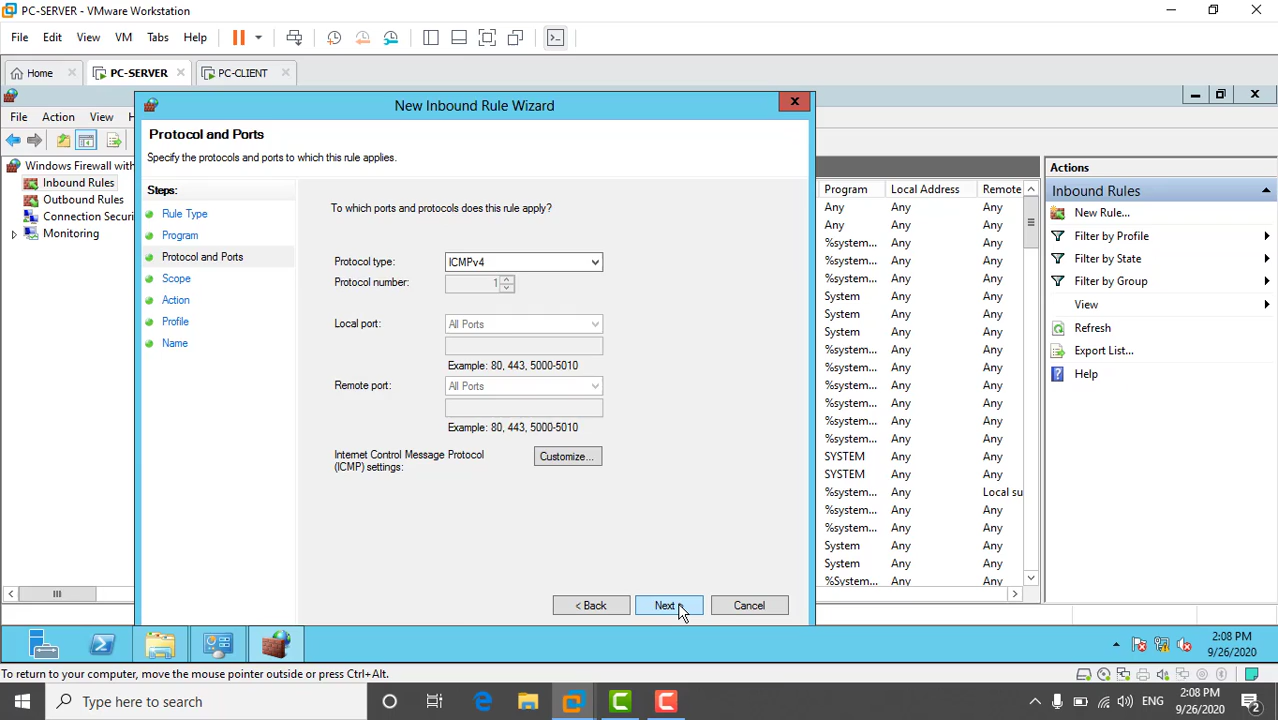 PC-SERVER - VMware Workstation
File Edit View VM Tabs Help
Home PC-SERVER PC-CLIENT
New Inbound Rule Wizard
File Action View
Protocol and Ports
Specify the protocols and ports to which this rule applies.
Windows Firewall with
Inbound Rules
Outbound Rules
Connection Securi
Monitoring
Steps:
Rule Type
Program
Protocol and Ports
Scope
Action
Profile
Name
To which ports and protocols does this rule apply?
Protocol type: ICMPv4
Protocol number: 1
Local port: All Ports
Example: 80, 443, 5000-5010
Remote port: All Ports
Example: 80, 443, 5000-5010
Internet Control Message Protocol
(ICMP) settings:
Customize...
< Back Next > Cancel
Program Local Address Remote
Any Any Any
Any Any Any
%system... Any Any
%system... Any Any
%system... Any Any
System Any Any
System Any Any
System Any Any
%system... Any Any
%system... Any Any
%system... Any Any
%system... Any Any
%system... Any Any
%system... Any Any
SYSTEM Any Any
SYSTEM Any Any
%system... Any Local su
%system... Any Any
%system... Any Any
System Any Any
System Any Any
%System... Any Any
Actions
Inbound Rules
New Rule...
Filter by Profile
Filter by State
Filter by Group
View
Refresh
Export List...
Help
2:08 PM
9/26/2020
To return to your computer, move the mouse pointer outside or press Ctrl+Alt.
Type here to search
ENG
2:08 PM
9/26/2020
2